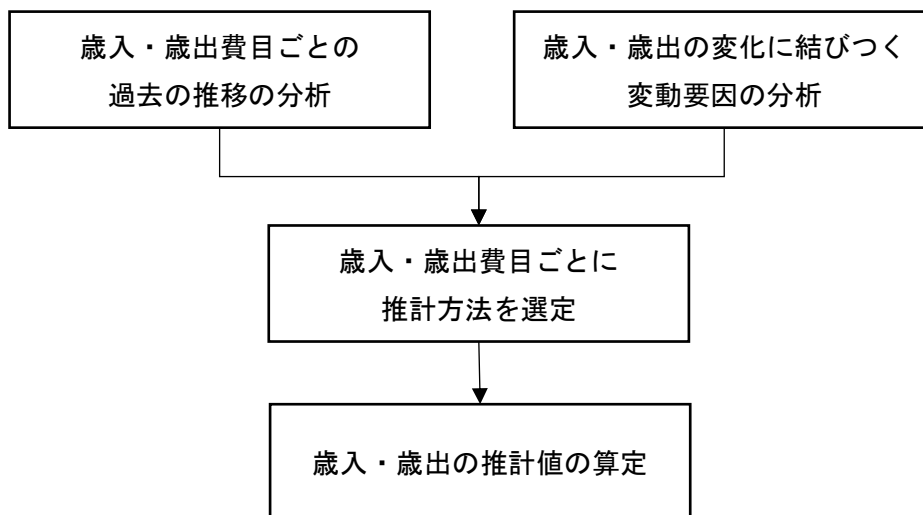 歳入・歳出費目ごとの
過去の推移の分析
歳入・歳出の変化に結びつく
変動要因の分析
歳入・歳出費目ごとに
推計方法を選定
歳入・歳出の推計値の算定